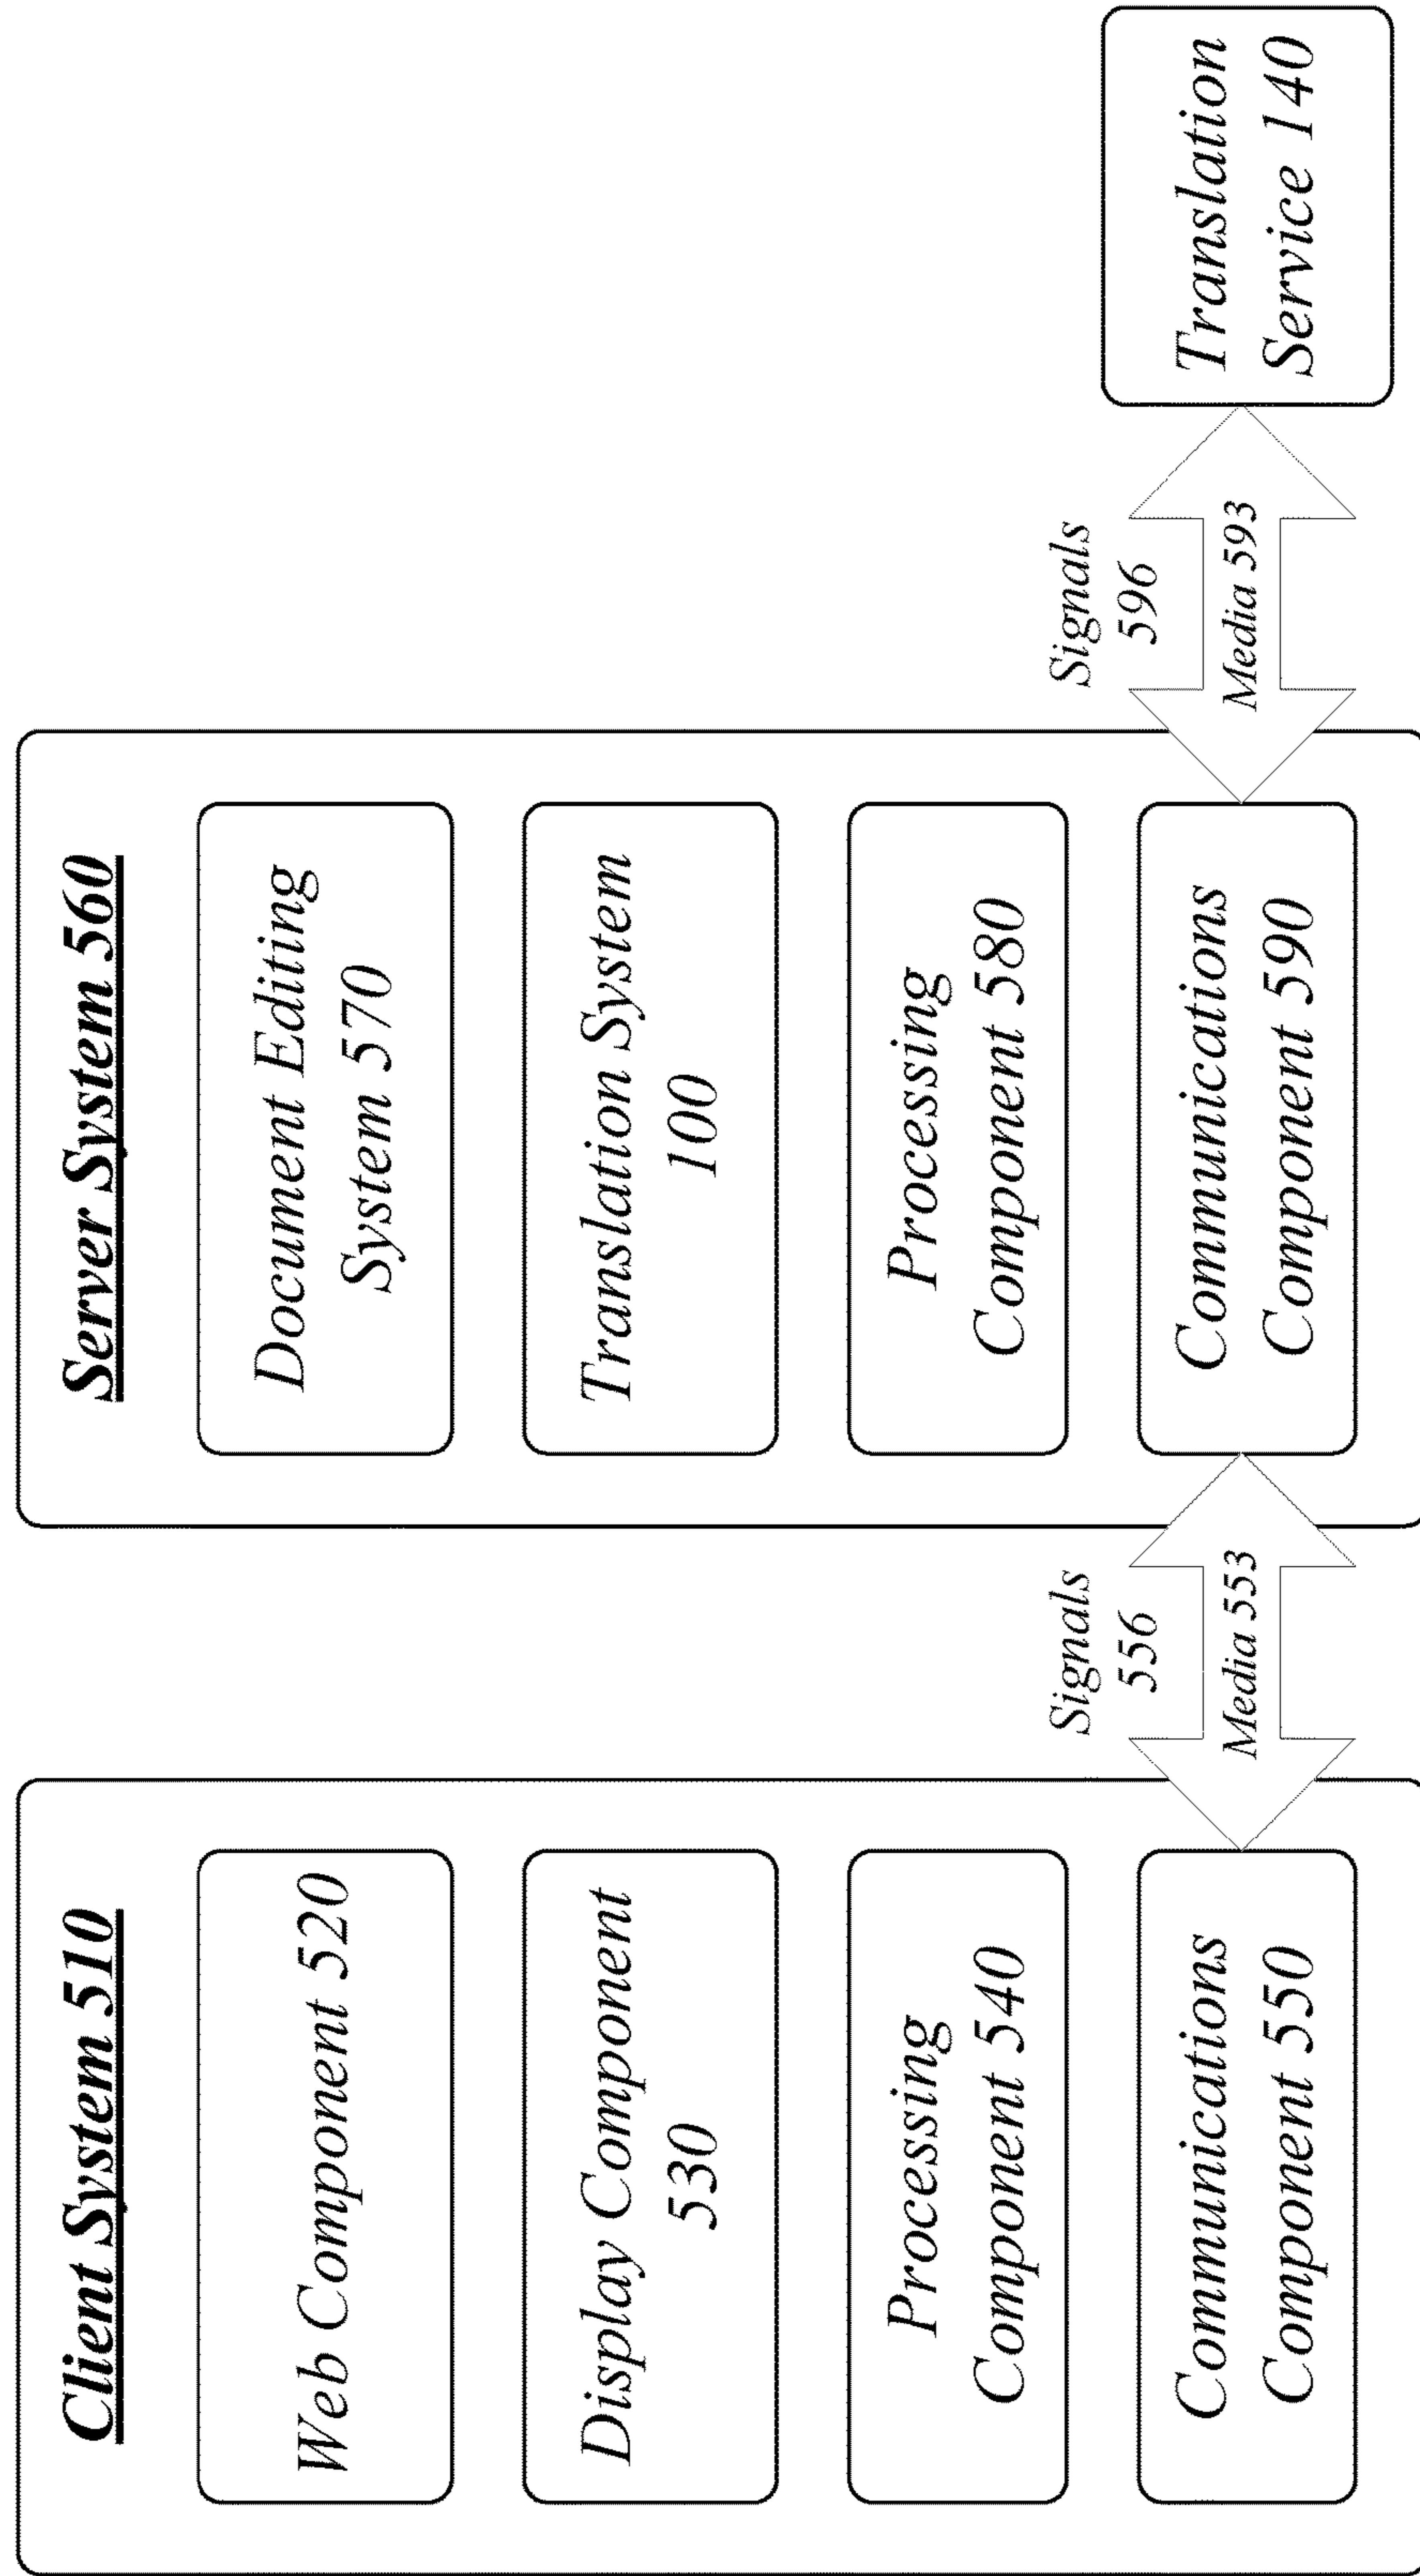 Client System 510
Web Component 520
Display Component
530
Processing
Component 540
Communications
Component 550
Signals
556
Media 553
Server System 560
Document Editing
System 570
Translation System
100
Processing
Component 580
Communications
Component 590
Signals
596
Media 593
Translation
Service 140